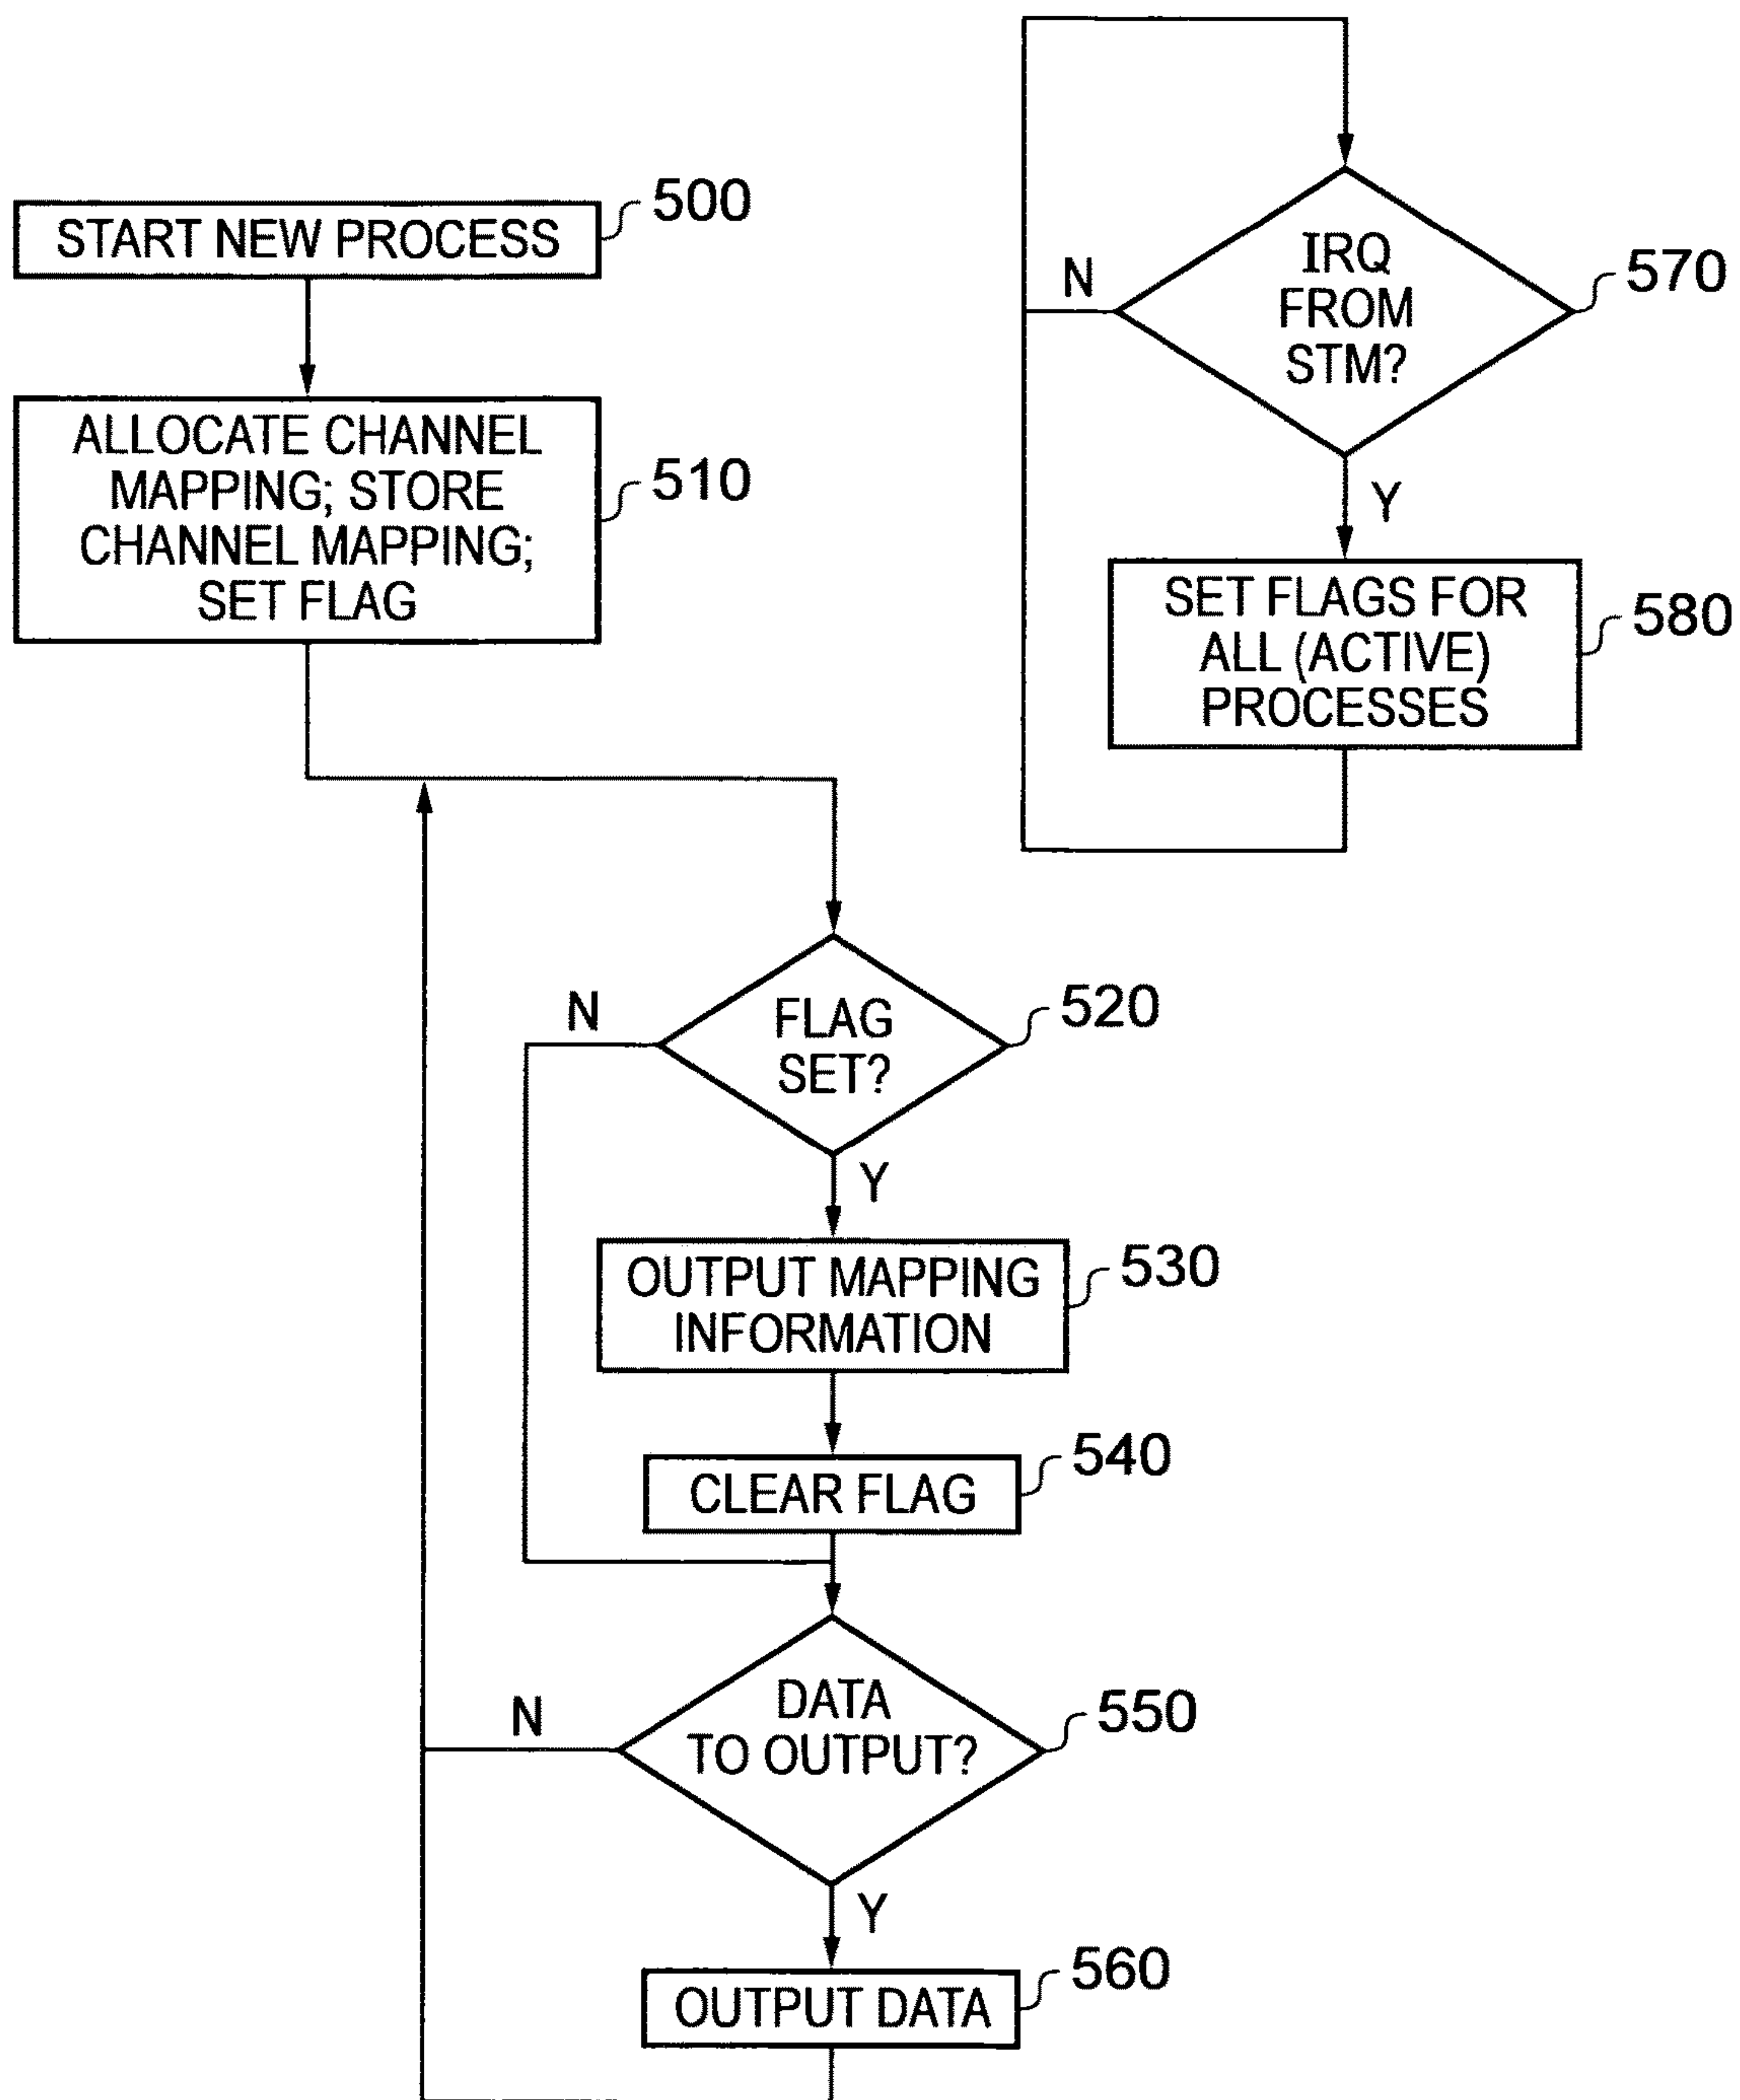 START NEW PROCESS
500
ALLOCATE CHANNEL
MAPPING; STORE
CHANNEL MAPPING;
SET FLAG
510
FLAG
SET?
520
N
Y
OUTPUT MAPPING
INFORMATION
530
CLEAR FLAG
540
DATA
TO OUTPUT?
550
N
Y
OUTPUT DATA
560
IRQ
FROM
STM?
570
N
Y
SET FLAGS FOR
ALL (ACTIVE)
PROCESSES
580